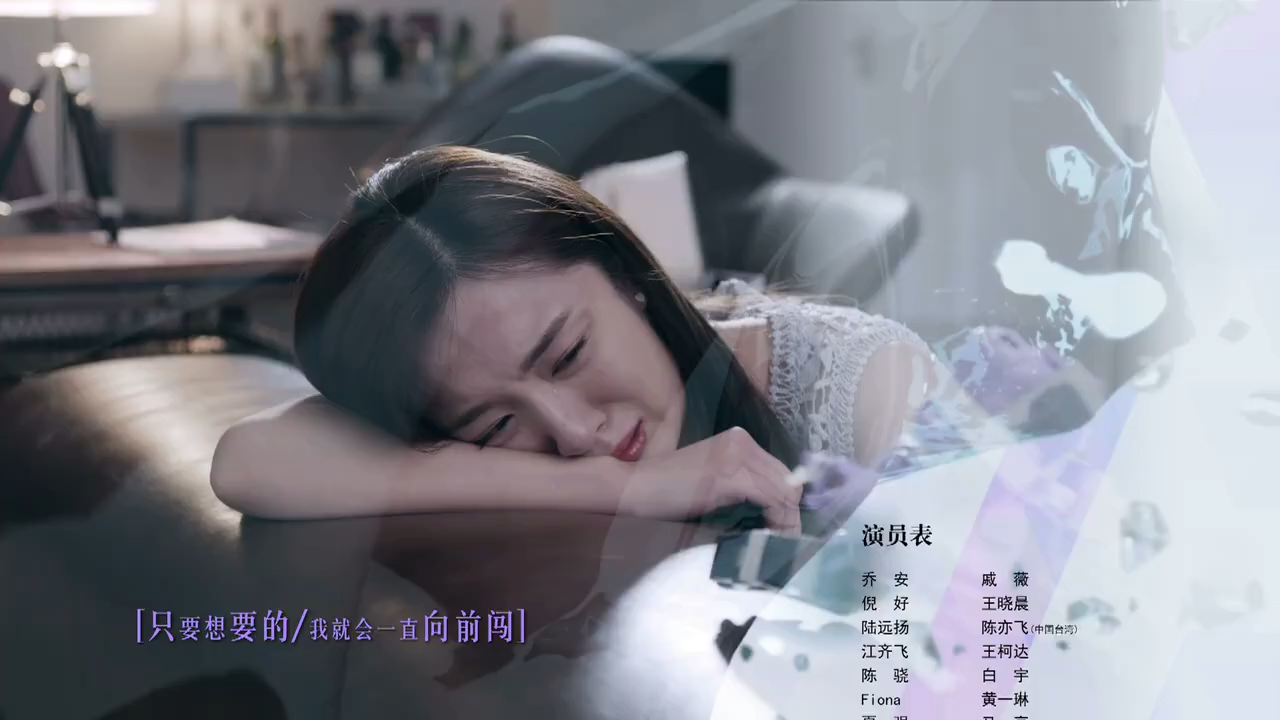 [只要想要的/我就会一直向前闯]
演员表
乔 安 戚 薇
倪 好 王晓晨
陆远扬 陈亦飞(中国台湾)
江齐飞 王柯达
陈 骁 白 宇
Fiona 黄一琳